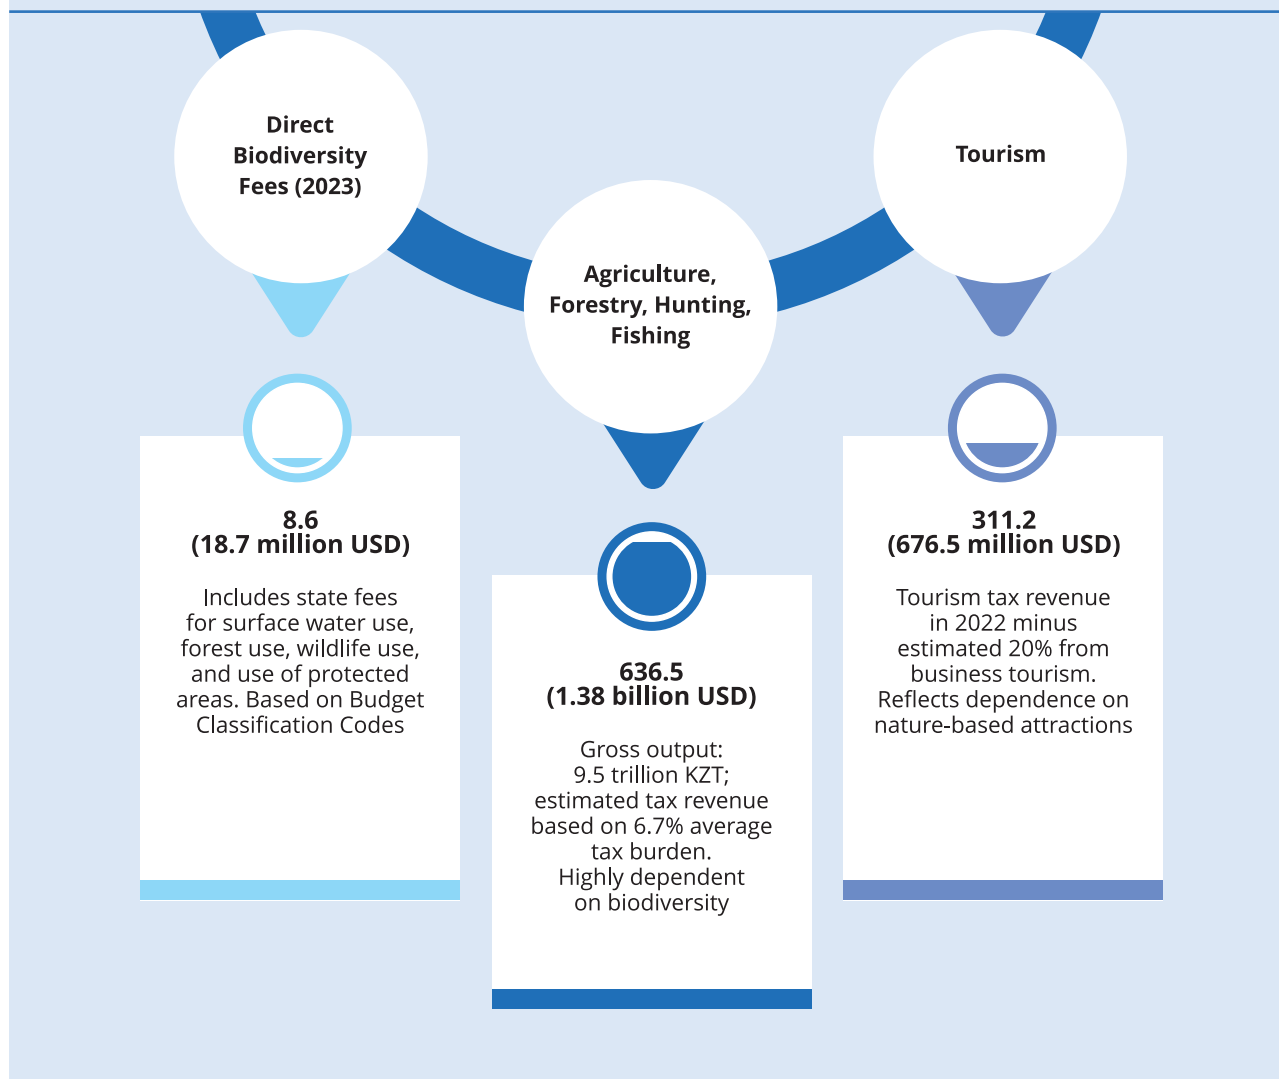 Direct
Biodiversity
Fees (2023)
Tourism
Agriculture,
Forestry, Hunting,
Fishing
8.6
(18.7 million USD)
Includes state fees
for surface water use,
forest use, wildlife use,
and use of protected
areas. Based on Budget
Classification Codes
636.5
(1.38 billion USD)
Gross output:
9.5 trillion KZT;
estimated tax revenue
based on 6.7% average
tax burden.
Highly dependent
on biodiversity
311.2
(676.5 million USD)
Tourism tax revenue
in 2022 minus
estimated 20% from
business tourism.
Reflects dependence on
nature-based attractions